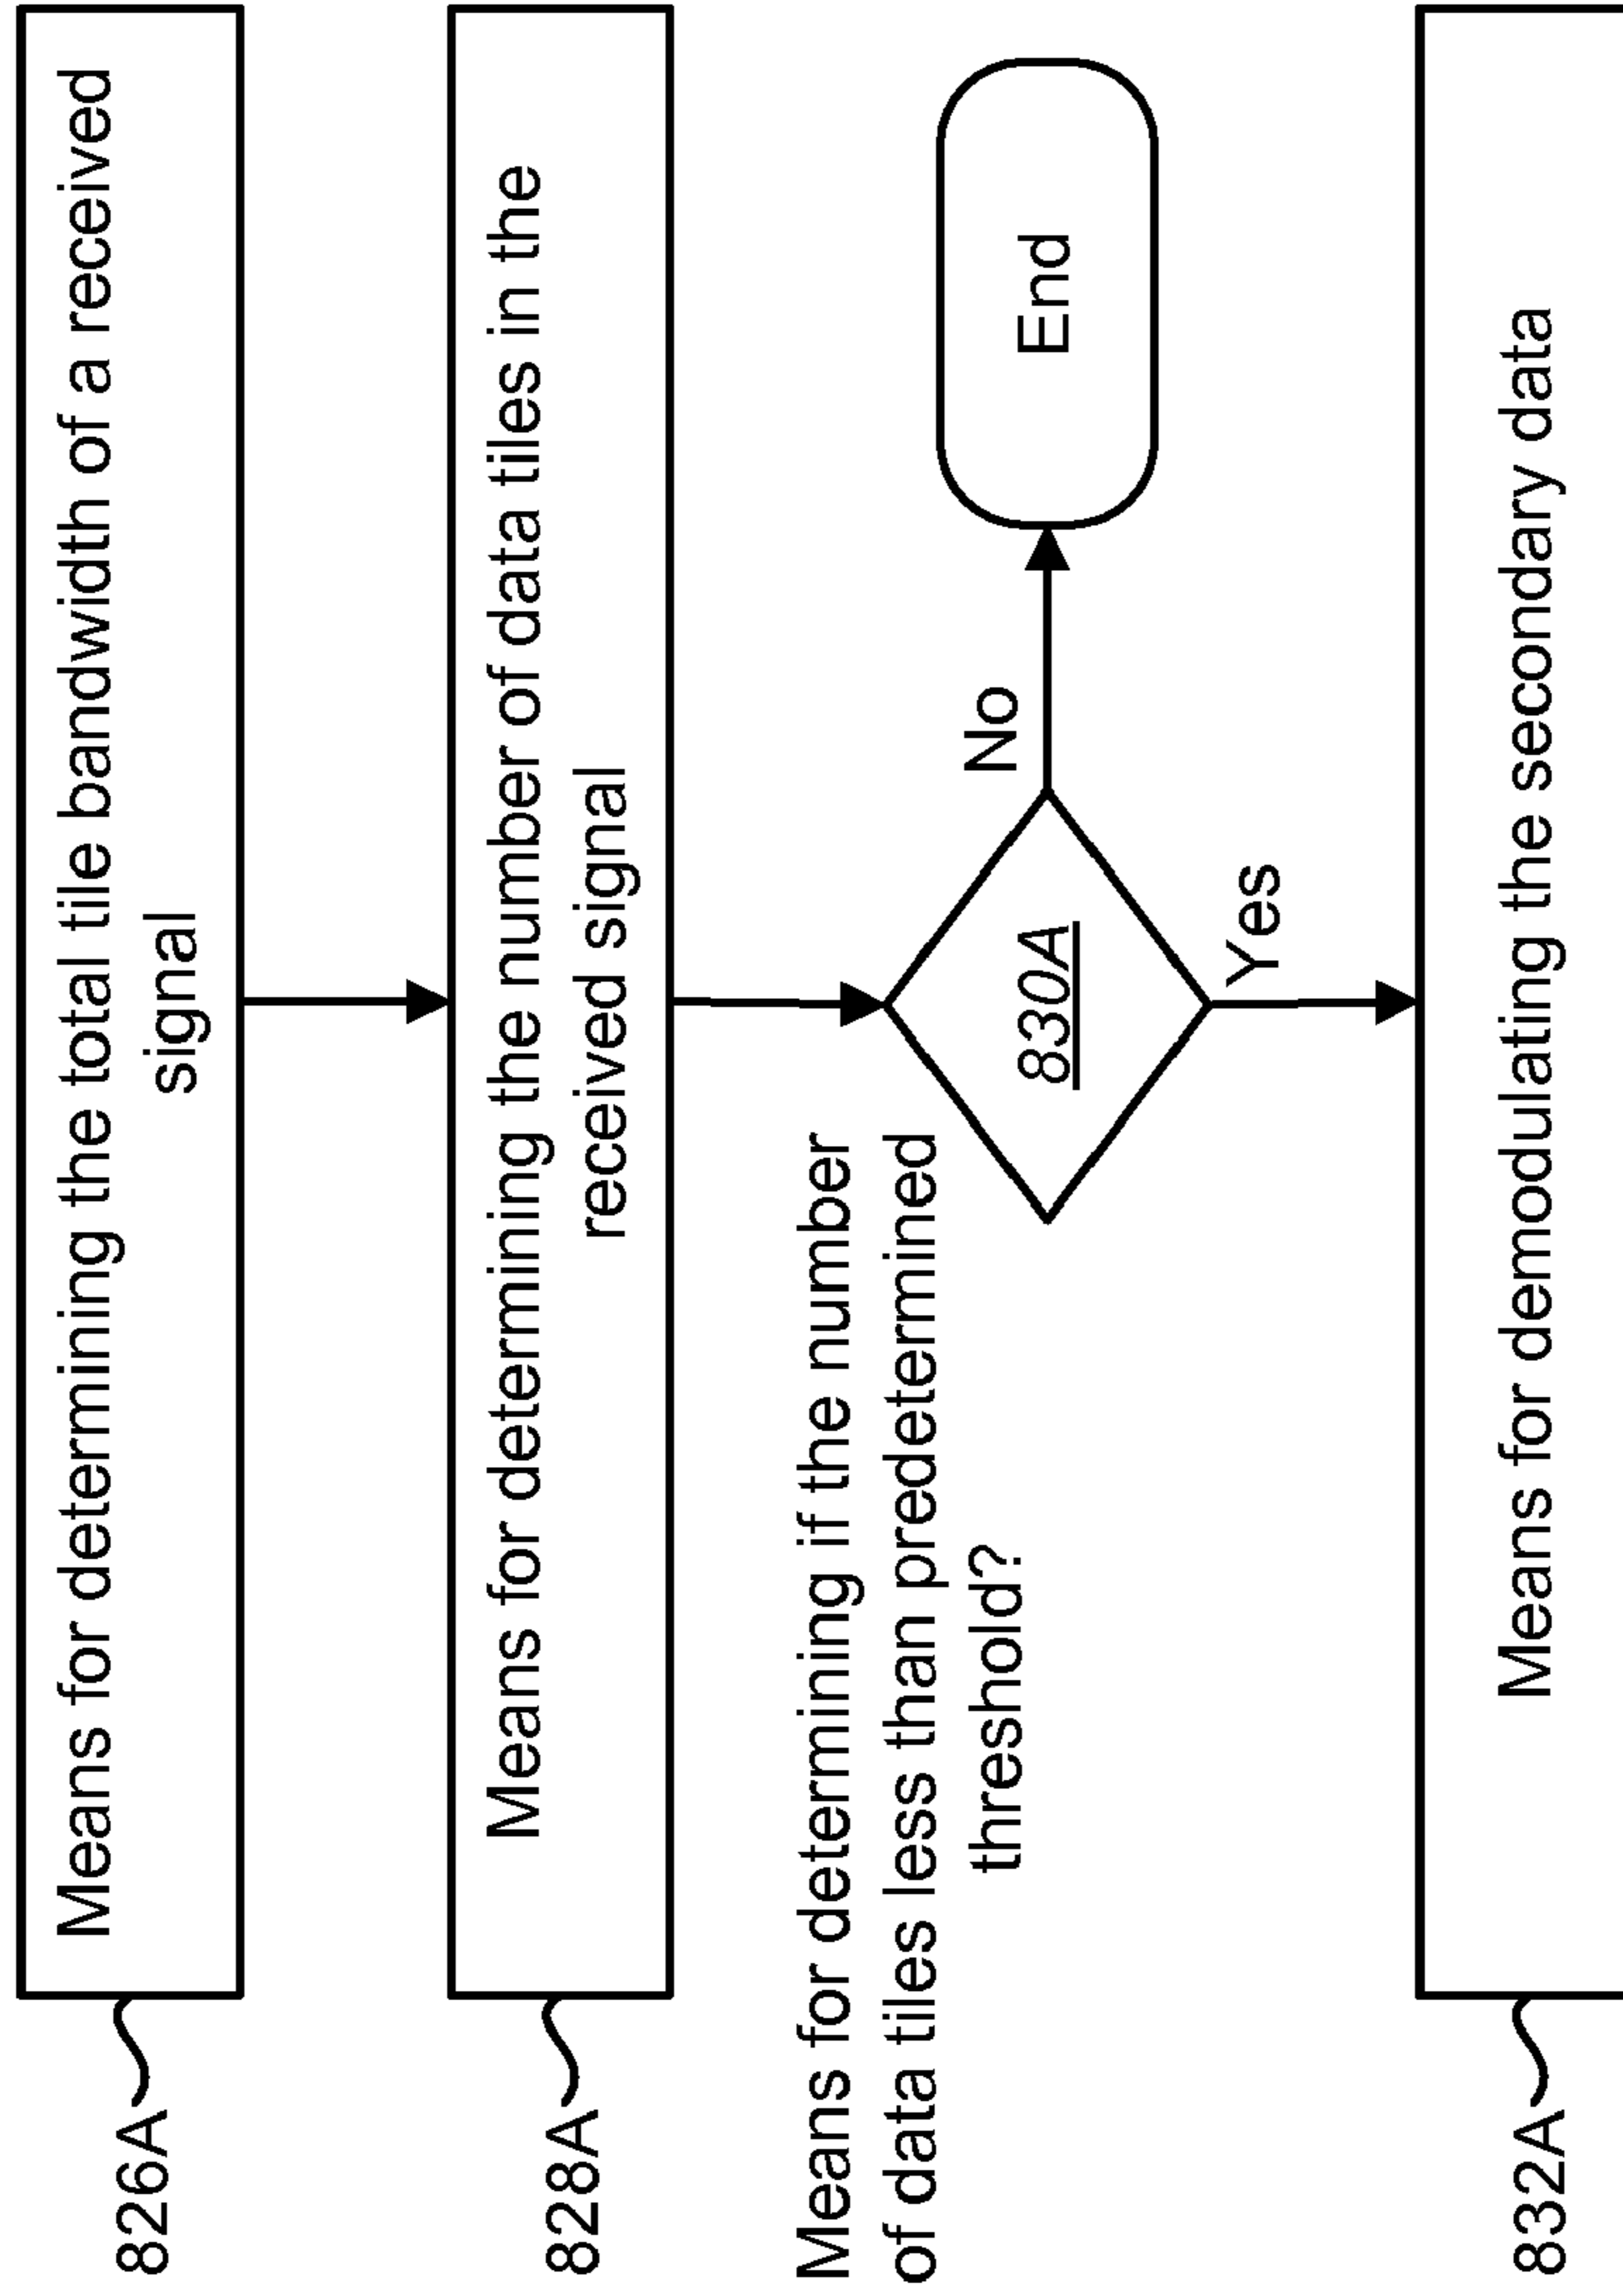 826A
Means for determining the total tile bandwidth of a received
signal
828A
Means for determining the number of data tiles in the
received signal
Means for determining if the number
of data tiles less than predetermined
threshold?
830A
No
End
Yes
832A
Means for demodulating the secondary data